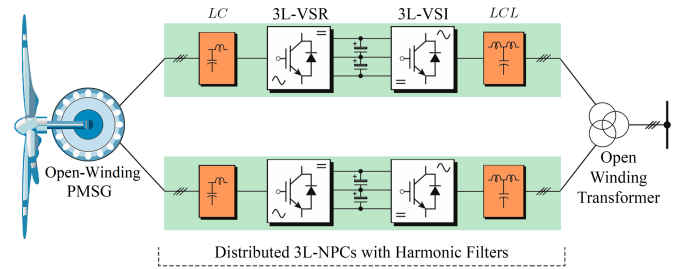 LC
3L-VSR
3L-VSI
LCL
Open-Winding
PMSG
Open
Winding
Transformer
Distributed 3L-NPCs with Harmonic Filters